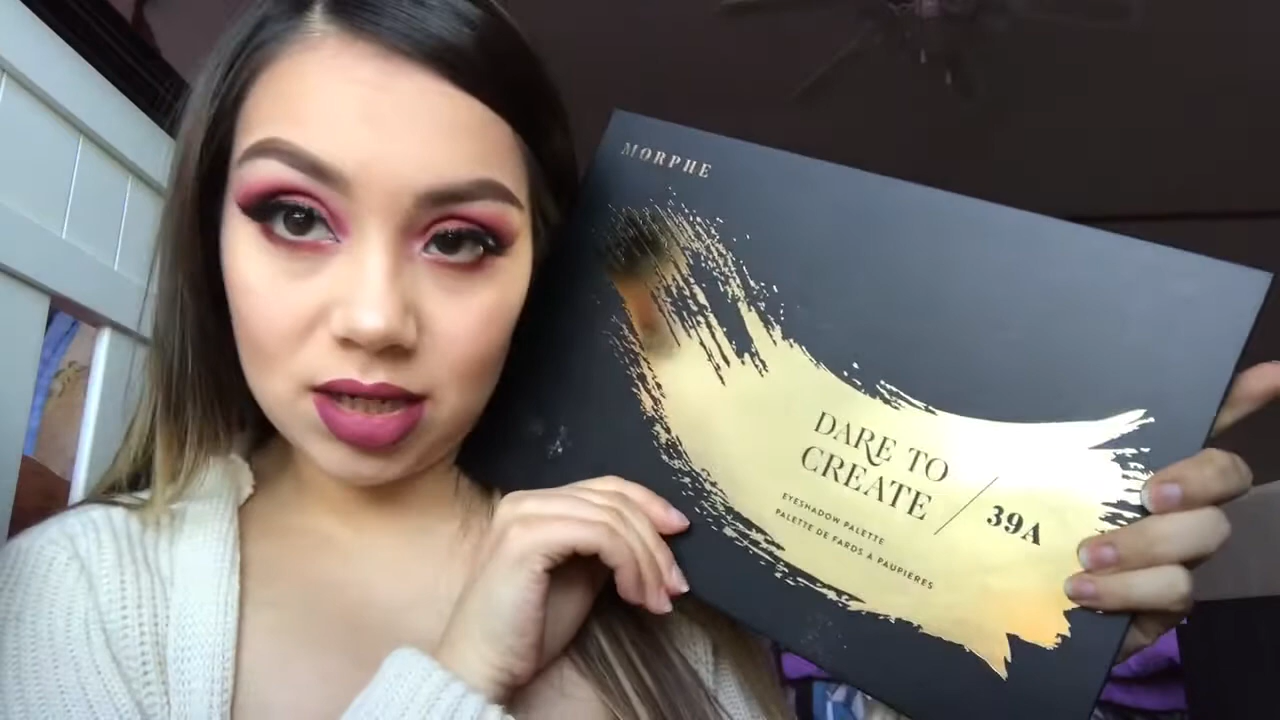 MORPHE
DARE TO
CREATE / 39A
EYESHADOW PALETTE
PALETTE DE FARDS À PAUPIÈRES